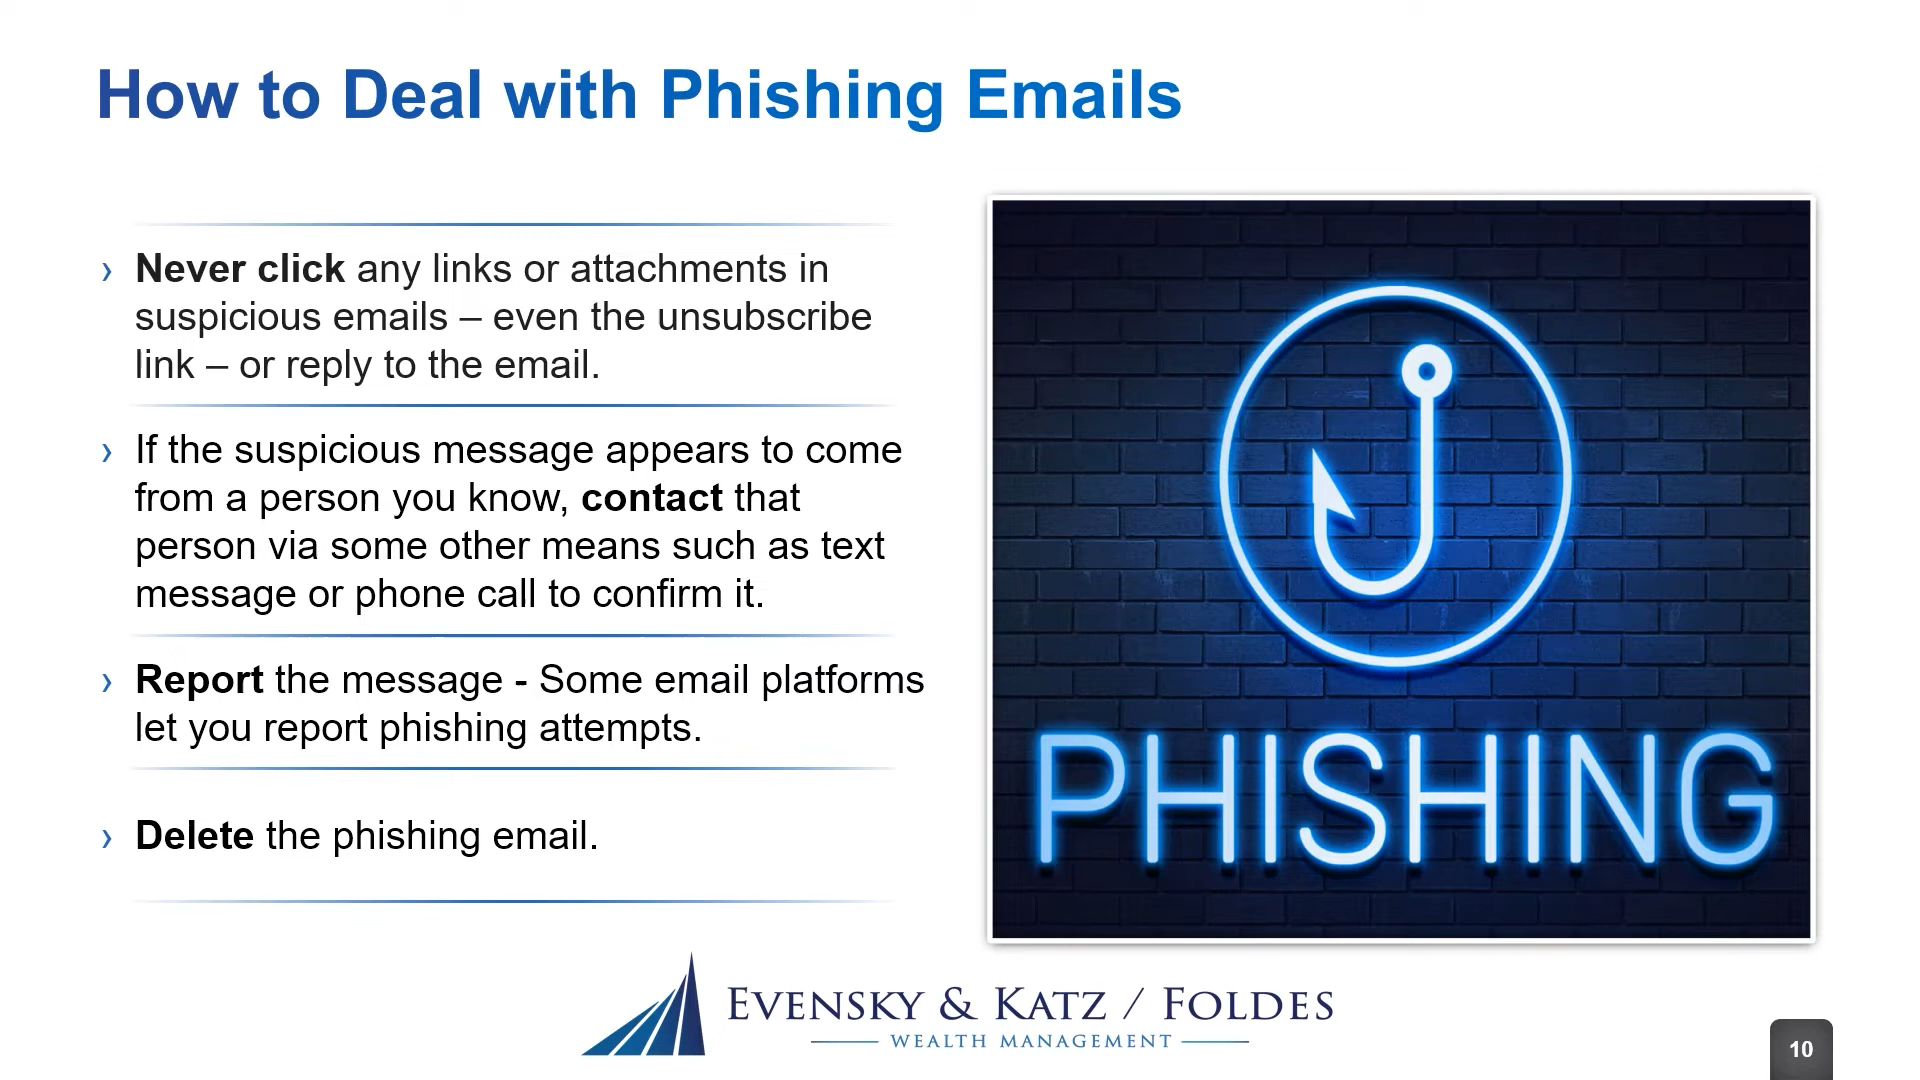 How to Deal with Phishing Emails
› Never click any links or attachments in
suspicious emails – even the unsubscribe
link – or reply to the email.
› If the suspicious message appears to come
from a person you know, contact that
person via some other means such as text
message or phone call to confirm it.
› Report the message - Some email platforms
let you report phishing attempts.
› Delete the phishing email.
PHISHING
EVENSKY & KATZ / FOLDES
WEALTH MANAGEMENT
10